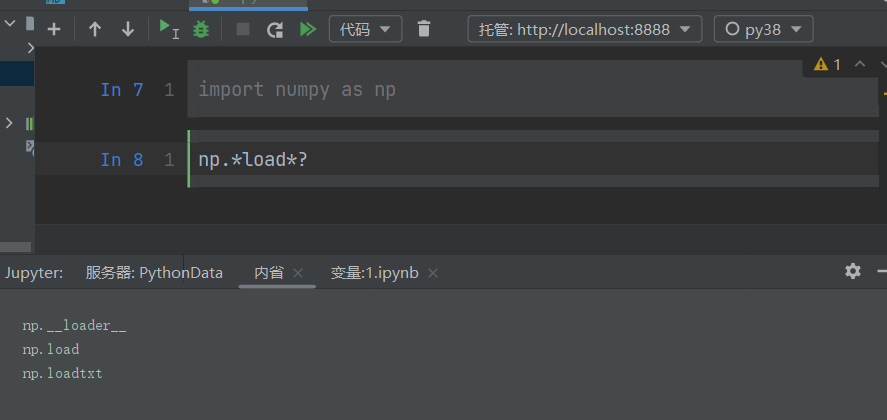 代码
托管: http://localhost:8888
py38
1
In 7 1 import numpy as np
In 8 1 np.*load*?
Jupyter: 服务器: PythonData 内省 变量:1.ipynb
np.__loader__
np.load
np.loadtxt